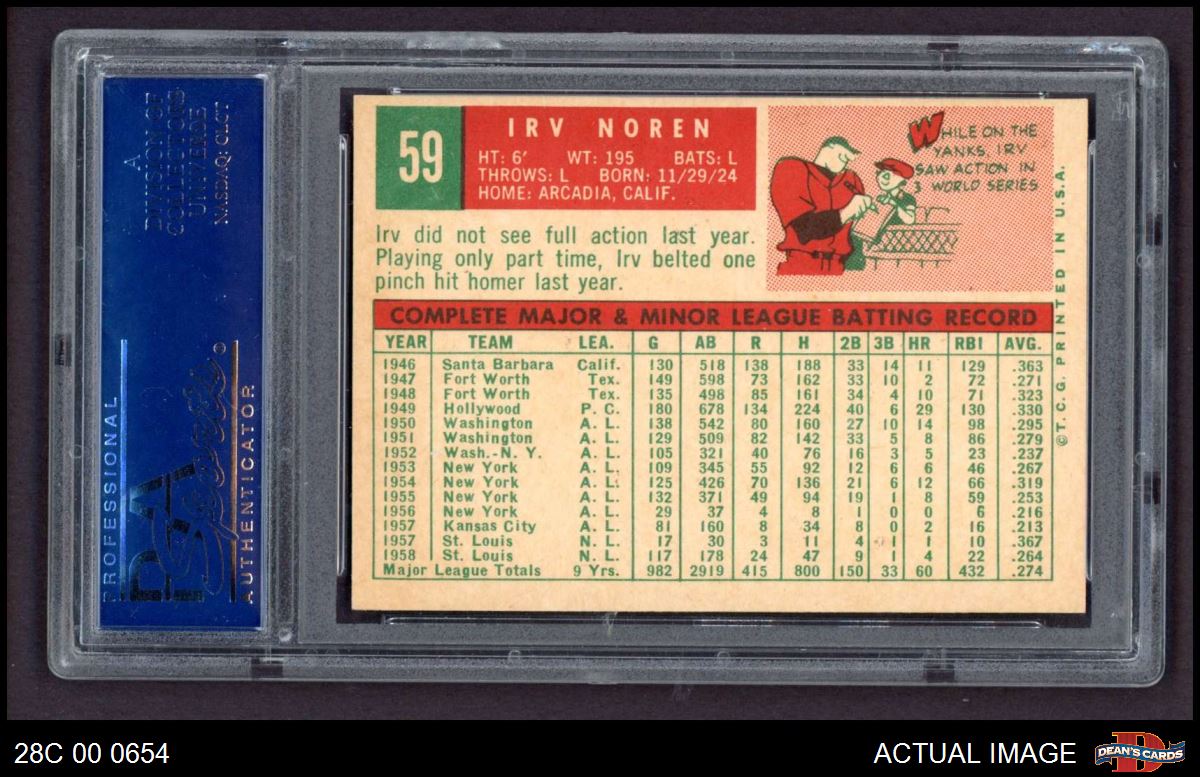 A
DIVISION OF
COLLECTORS
UNIVERSE
NASDAQ: CLCT
PROFESSIONAL
PSA
Sports
AUTHENTICATOR
59
IRV NOREN
HT: 6' WT: 195 BATS: L
THROWS: L BORN: 11/29/24
HOME: ARCADIA, CALIF.
WHILE ON THE
YANKS, IRV
SAW ACTION IN
3 WORLD SERIES
Irv did not see full action last year.
Playing only part time, Irv belted one
pinch hit homer last year.
COMPLETE MAJOR & MINOR LEAGUE BATTING RECORD
YEAR TEAM LEA. G AB R H 2B 3B HR RBI AVG.
1946 Santa Barbara Calif. 130 518 138 188 33 14 11 129 .363
1947 Fort Worth Tex. 149 598 73 162 33 10 2 72 .271
1948 Fort Worth Tex. 135 498 85 161 34 4 10 71 .323
1949 Hollywood P. C. 180 678 134 224 40 6 29 130 .330
1950 Washington A. L. 138 542 80 160 27 10 14 98 .295
1951 Washington A. L. 129 509 82 142 33 5 8 86 .279
1952 Wash.-N. Y. A. L. 105 321 40 76 16 3 5 23 .237
1953 New York A. L. 109 345 55 92 12 6 6 46 .267
1954 New York A. L. 125 426 70 136 21 6 12 66 .319
1955 New York A. L. 132 371 49 94 19 1 8 59 .253
1956 New York A. L. 29 37 4 8 1 0 0 6 .216
1957 Kansas City A. L. 81 160 8 34 8 0 2 16 .213
1957 St. Louis N. L. 17 30 3 11 4 1 1 10 .367
1958 St. Louis N. L. 117 178 24 47 9 1 4 22 .264
Major League Totals 9 Yrs. 982 2919 415 800 150 33 60 432 .274
©T.C.G. PRINTED IN U.S.A.
28C 00 0654
ACTUAL IMAGE
DEAN'S CARDS